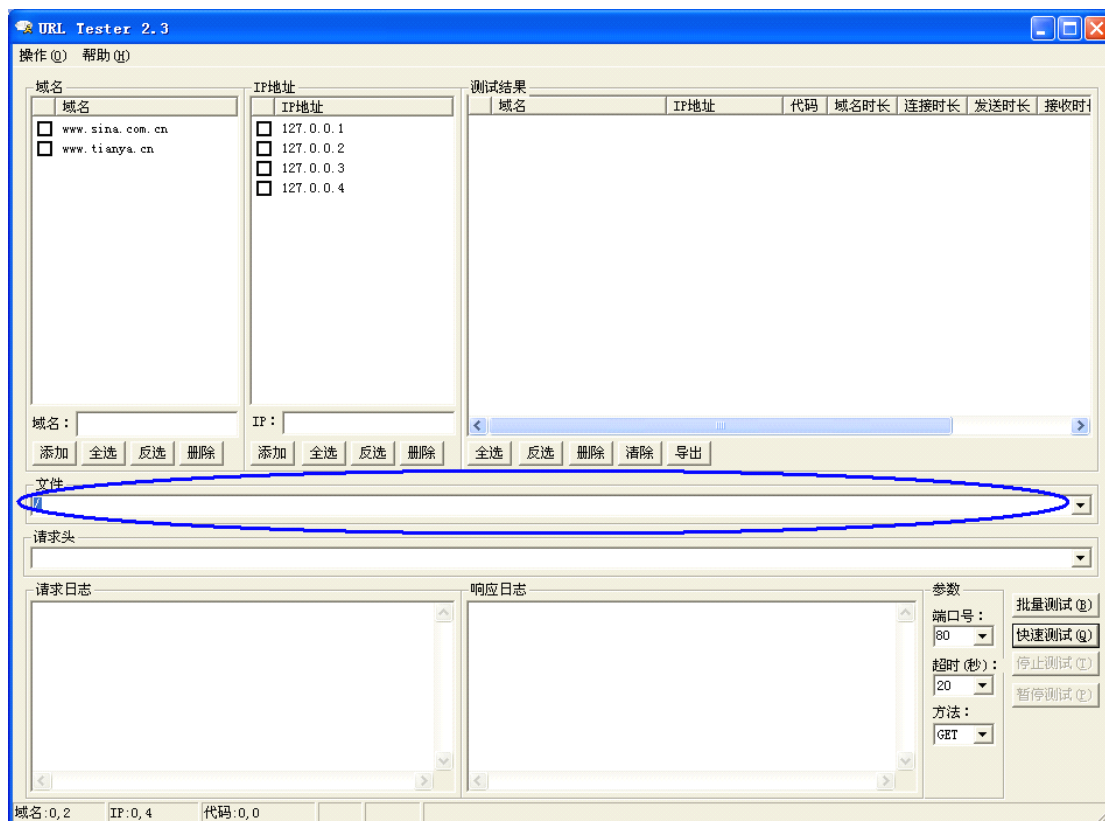 URL Tester 2.3
操作(O) 帮助(H)
域名
域名
www.sina.com.cn
www.tianya.cn
域名：
添加 全选 反选 删除
IP地址
IP地址
127.0.0.1
127.0.0.2
127.0.0.3
127.0.0.4
IP：
添加 全选 反选 删除
测试结果
域名 IP地址 代码 域名时长 连接时长 发送时长 接收时
全选 反选 删除 清除 导出
文件
/
请求头
请求日志
响应日志
参数
端口号：
80
超时(秒)：
20
方法：
GET
批量测试(B)
快速测试(Q)
停止测试(T)
暂停测试(P)
域名:0,2 IP:0,4 代码:0,0